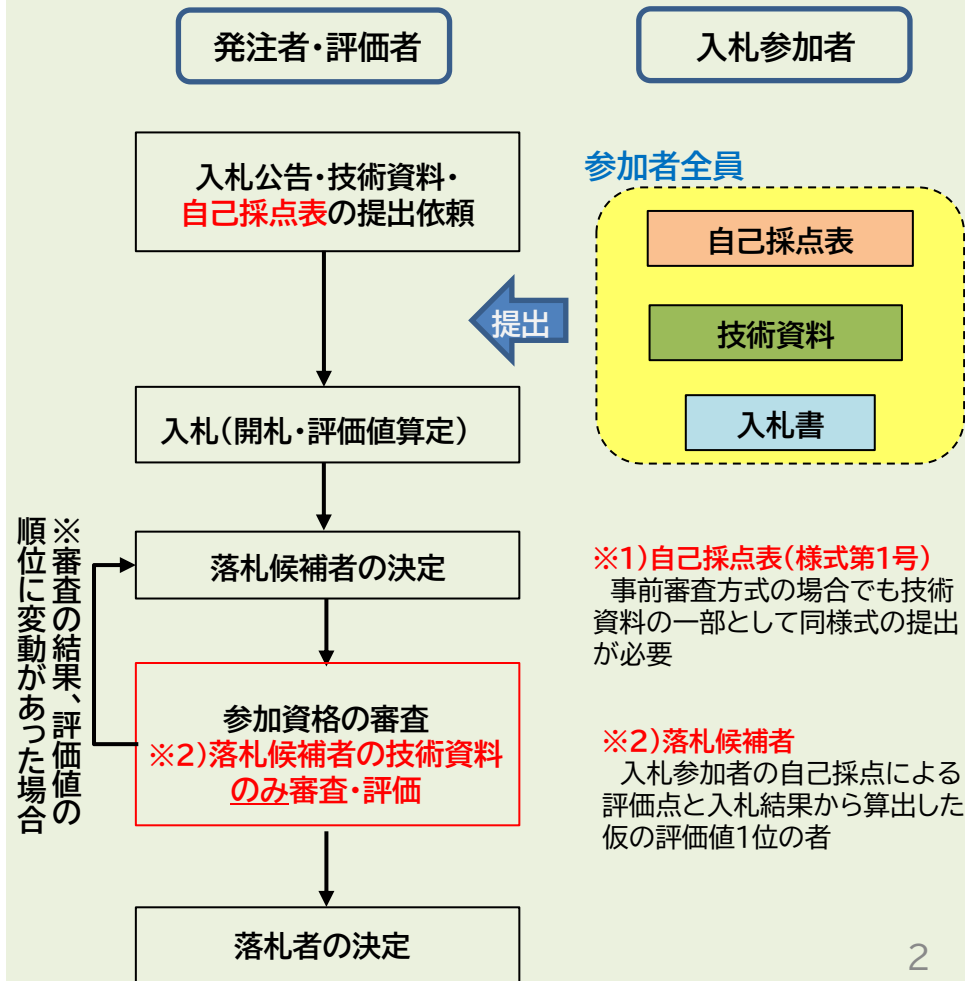 発注者・評価者
入札公告・技術資料・
自己採点表の提出依頼
入札(開札・評価値算定)
落札候補者の決定
参加資格の審査
※2)落札候補者の技術資料
のみ審査・評価
落札者の決定
※審査の結果、評価値の
順位に変動があった場合
入札参加者
参加者全員
自己採点表
技術資料
入札書
提出
※1)自己採点表(様式第1号)
事前審査方式の場合でも技術
資料の一部として同様式の提出
が必要
※2)落札候補者
入札参加者の自己採点による
評価点と入札結果から算出した
仮の評価値1位の者
2